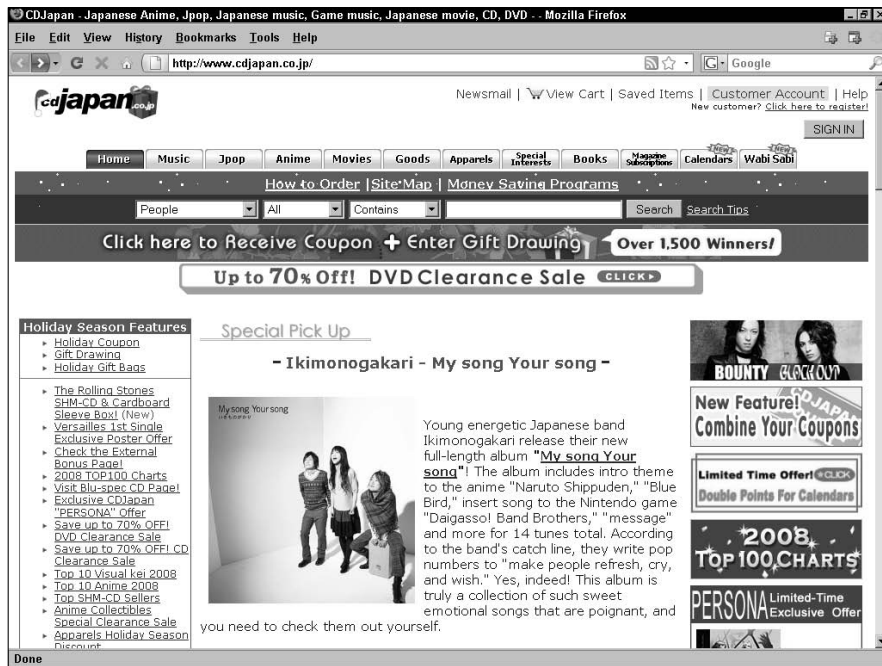 CDJapan - Japanese Anime, Jpop, Japanese music, Game music, Japanese movie, CD, DVD - - Mozilla Firefox
File Edit View History Bookmarks Tools Help
http://www.cdjapan.co.jp/
G Google
cdjapan.co.jp
Newsmail | View Cart | Saved Items | Customer Account | Help
New customer? Click here to register!
SIGN IN
NEW NEW
Home Music Jpop Anime Movies Goods Apparels Special Interests Books Magazine Subscriptions Calendars Wabi Sabi
How to Order | Site Map | Money Saving Programs
People All Contains Search Search Tips
Click here to Receive Coupon + Enter Gift Drawing Over 1,500 Winners!
Up to 70% Off! DVD Clearance Sale CLICK
Holiday Season Features
Holiday Coupon
Gift Drawing
Holiday Gift Bags
The Rolling Stones
SHM-CD & Cardboard
Sleeve Box! (New)
Versailles 1st Single
Exclusive Poster Offer
Check the External
Bonus Page!
2008 TOP100 Charts
Visit Blu-spec CD Page!
Exclusive CDJapan
"PERSONA" Offer
Save up to 70% OFF!
DVD Clearance Sale
Save up to 70% OFF! CD
Clearance Sale
Top 10 Visual kei 2008
Top 10 Anime 2008
Top SHM-CD Sellers
Anime Collectibles
Special Clearance Sale
Apparels Holiday Season
Discount
Special Pick Up
- Ikimonogakari - My song Your song -
My song Your song
いきものがかり
Young energetic Japanese band
Ikimonogakari release their new
full-length album "My song Your
song"! The album includes intro theme
to the anime "Naruto Shippuden," "Blue
Bird," insert song to the Nintendo game
"Daigasso! Band Brothers," "message"
and more for 14 tunes total. According
to the band's catch line, they write pop
numbers to "make people refresh, cry,
and wish." Yes, indeed! This album is
truly a collection of such sweet
emotional songs that are poignant, and
you need to check them out yourself.
BOUNTY
New Feature!
Combine Your Coupons
CDJAPAN
Limited Time Offer! CLICK
Double Points For Calendars
2008
TOP 100 CHARTS
PERSONA Limited-Time
Exclusive Offer
Done